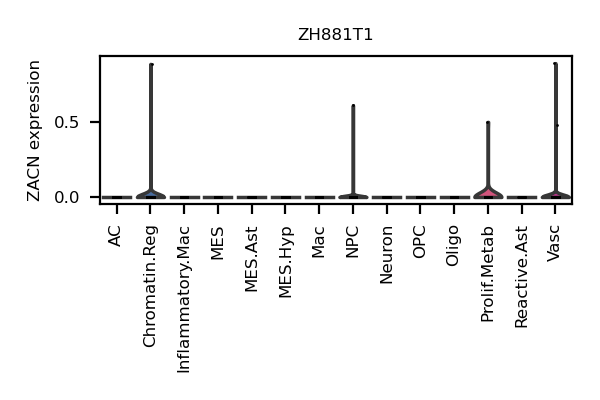 ZH881T1
ZACN expression
0.5
0.0
AC
Chromatin.Reg
Inflammatory.Mac
MES
MES.Ast
MES.Hyp
Mac
NPC
Neuron
OPC
Oligo
Prolif.Metab
Reactive.Ast
Vasc